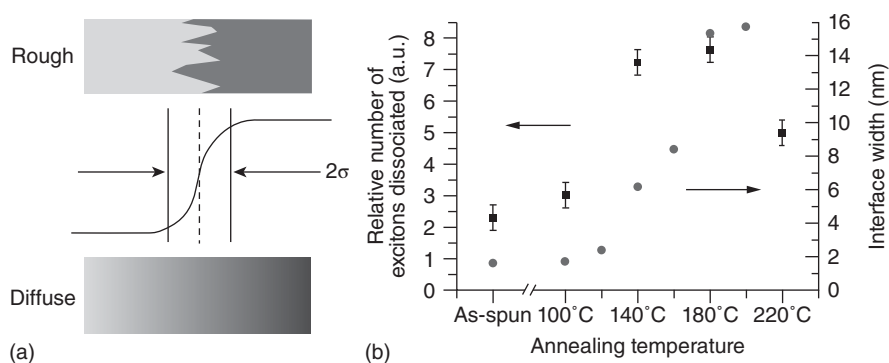 Rough
2σ
Diffuse
(a)
Relative number of
excitons dissociated (a.u.)
8
7
6
5
4
3
2
1
0
16
14
12
10
8
6
4
2
0
Interface width (nm)
As-spun 100˚C 140˚C 180˚C 220˚C
Annealing temperature
(b)